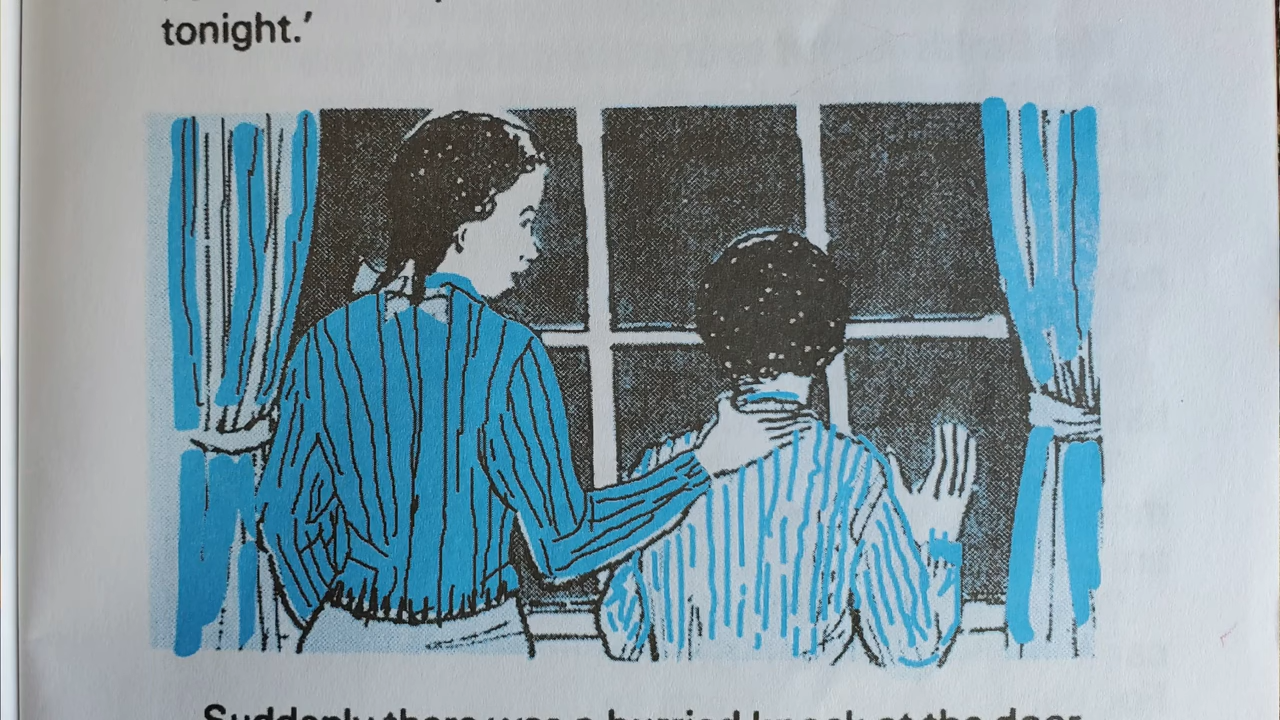 tonight.’
Suddenly there was a hurried knock at the door